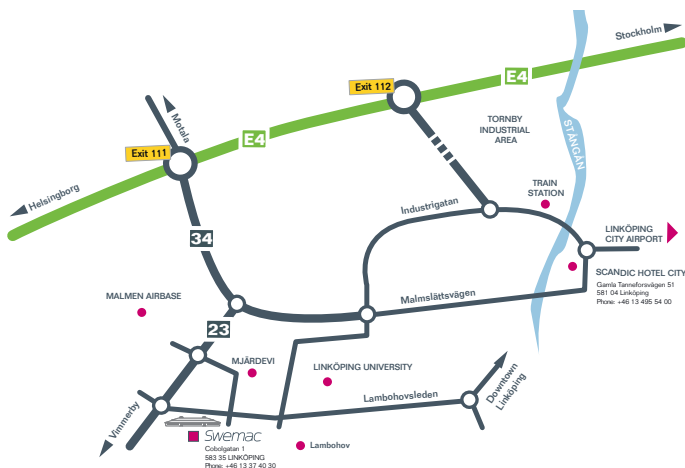 Stockholm
E4
Exit 112
TORNBY
INDUSTRIAL
AREA
STÅNGÅN
Motala
E4
Exit 111
Helsingborg
TRAIN
STATION
Industrigatan
LINKÖPING
CITY AIRPORT
34
SCANDIC HOTEL CITY
Gamla Tanneforsvägen 51
581 04 Linköping
Phone: +46 13 495 54 00
MALMEN AIRBASE
Malmslättsvägen
23
MJÄRDEVI
LINKÖPING UNIVERSITY
Downtown
Linköping
Lambohovsleden
Vimmerby
Swemac
Cobolgatan 1
583 35 LINKÖPING
Phone: +46 13 37 40 30
Lambohov